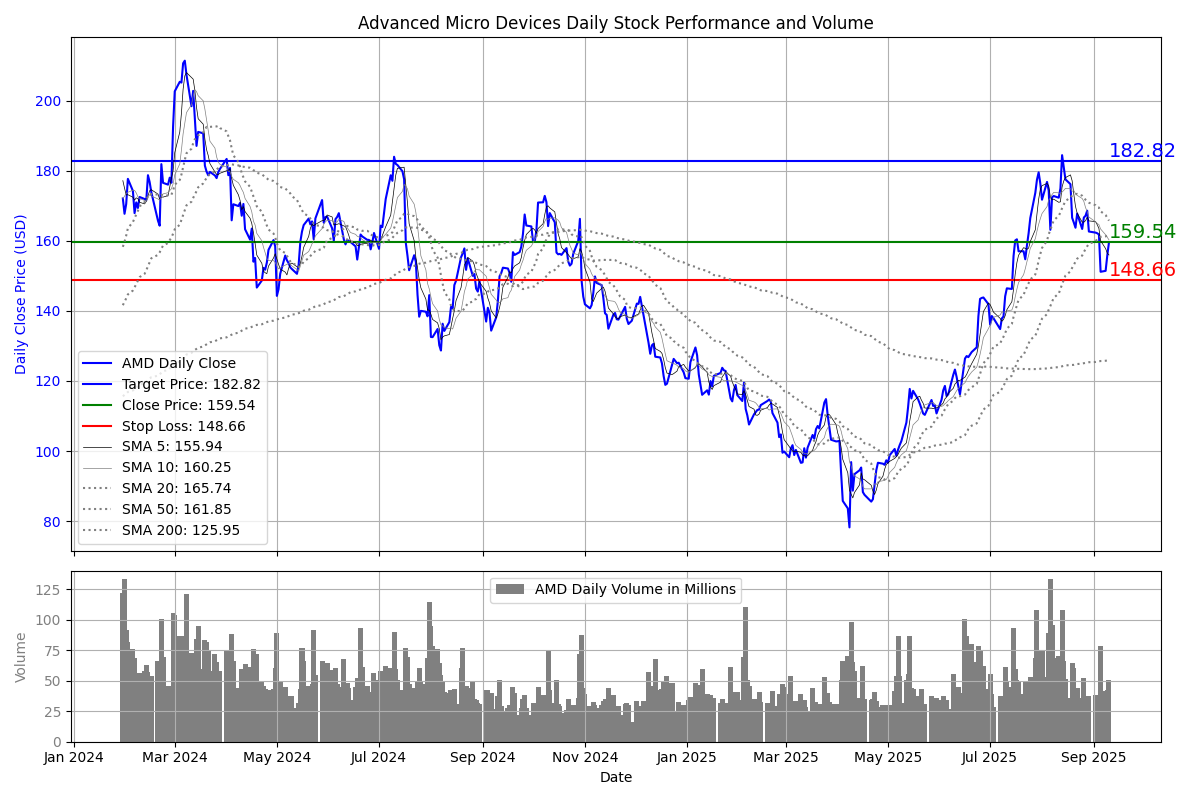 Advanced Micro Devices Daily Stock Performance and Volume
Daily Close Price (USD)
200
180
160
140
120
100
80
182.82
159.54
148.66
AMD Daily Close
Target Price: 182.82
Close Price: 159.54
Stop Loss: 148.66
SMA 5: 155.94
SMA 10: 160.25
SMA 20: 165.74
SMA 50: 161.85
SMA 200: 125.95
Volume
125
100
75
50
25
0
AMD Daily Volume in Millions
Jan 2024 Mar 2024 May 2024 Jul 2024 Sep 2024 Nov 2024 Jan 2025 Mar 2025 May 2025 Jul 2025 Sep 2025
Date